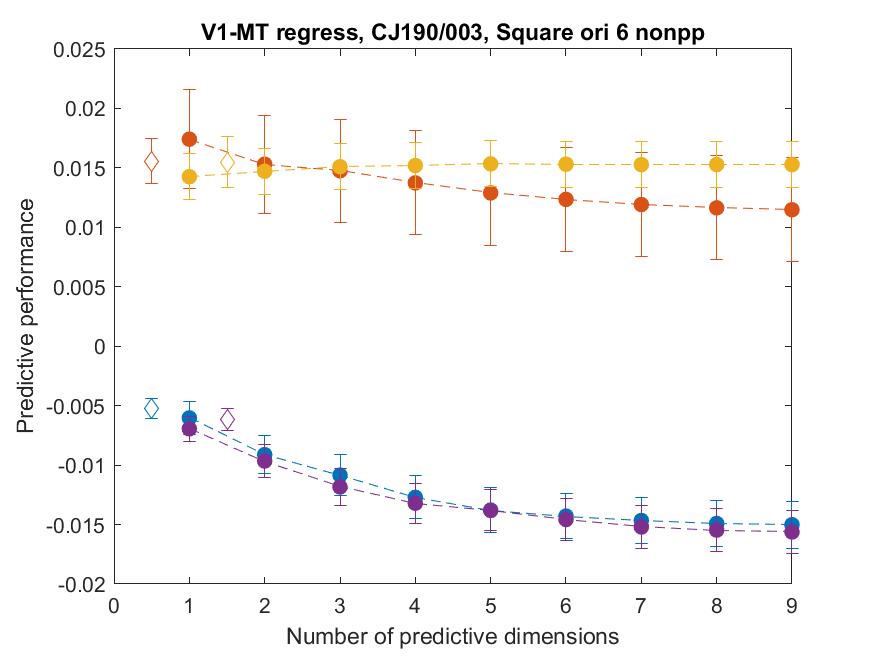 V1-MT regress, CJ190/003, Square ori 6 nonpp
0.025
0.02
0.015
0.01
0.005
0
-0.005
-0.01
-0.015
-0.02
Predictive performance
0 1 2 3 4 5 6 7 8 9
Number of predictive dimensions